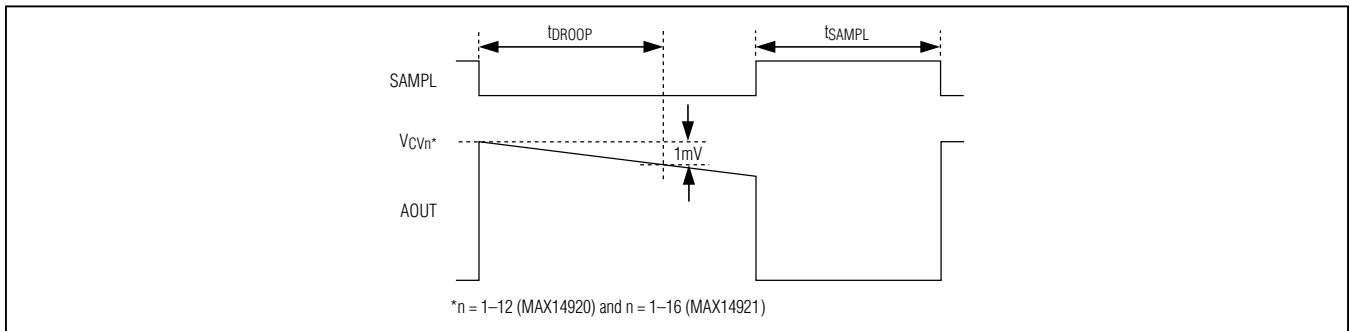 tDROOP
tSAMPL
SAMPL
VCVn*
1mV
AOUT
*n = 1–12 (MAX14920) and n = 1–16 (MAX14921)